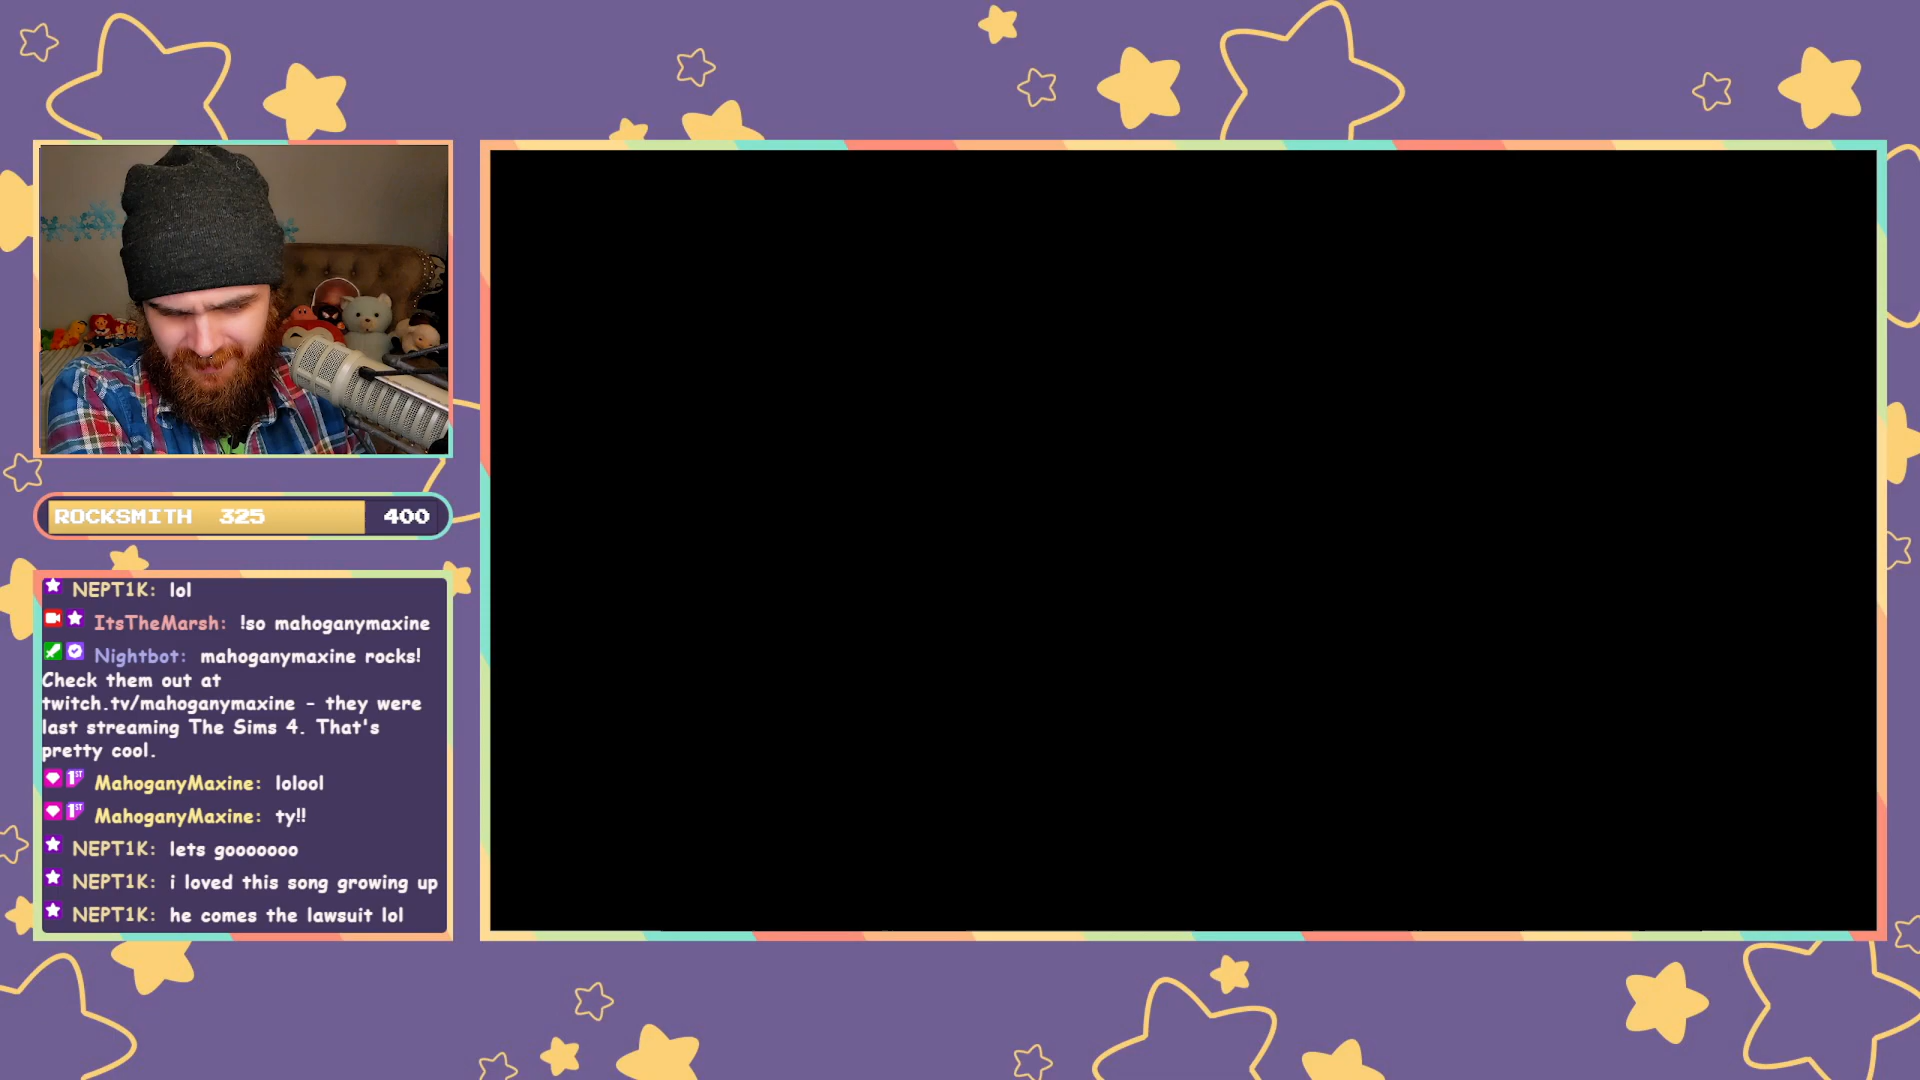 ROCKSMITH 325 400
NEPT1K: lol
ItsTheMarsh: !so mahoganymaxine
Nightbot: mahoganymaxine rocks!
Check them out at
twitch.tv/mahoganymaxine - they were
last streaming The Sims 4. That's
pretty cool.
1ST MahoganyMaxine: lolool
1ST MahoganyMaxine: ty!!
NEPT1K: lets gooooooo
NEPT1K: i loved this song growing up
NEPT1K: he comes the lawsuit lol